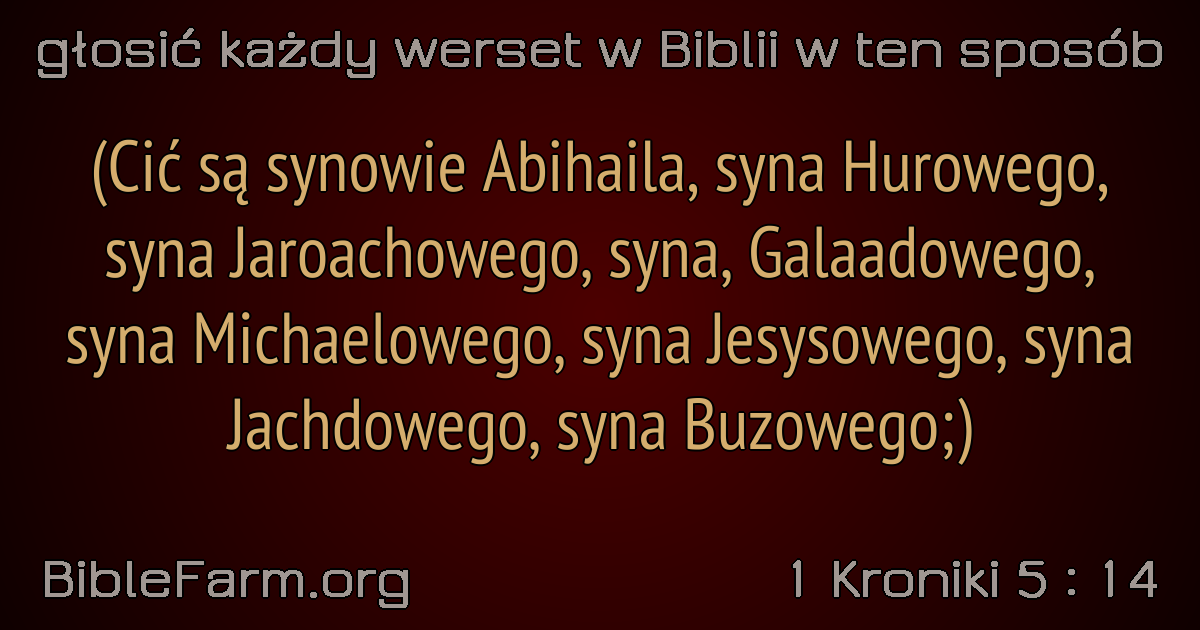 głosić każdy werset w Biblii w ten sposób
(Cić są synowie Abihaila, syna Hurowego,
syna Jaroachowego, syna, Galaadowego,
syna Michaelowego, syna Jesysowego, syna
Jachdowego, syna Buzowego;)
BibleFarm.org
1 Kroniki 5 : 14